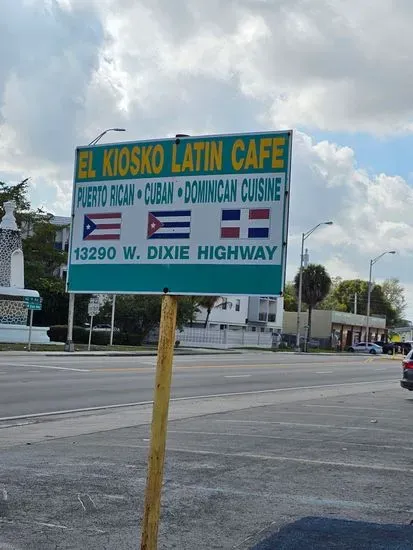 EL KIOSKO LATIN CAFE
PUERTO RICAN • CUBAN • DOMINICAN CUISINE
13290 W. DIXIE HIGHWAY